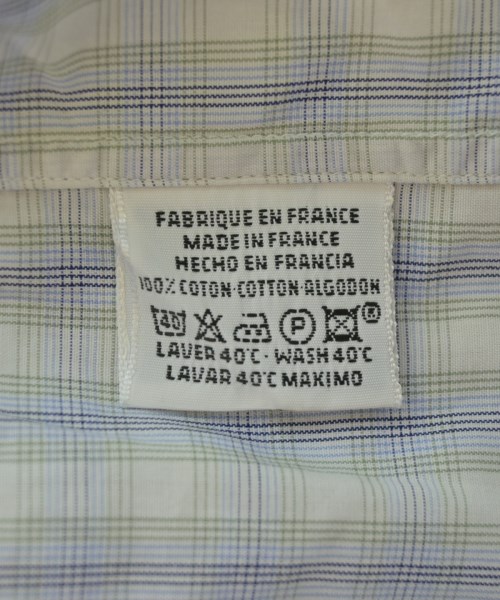 FABRIQUE EN FRANCE
MADE IN FRANCE
HECHO EN FRANCIA
100% COTON·COTTON·ALGODON
40 P ®
LAVER 40°C · WASH 40°C
LAVAR 40°C MAKIMO